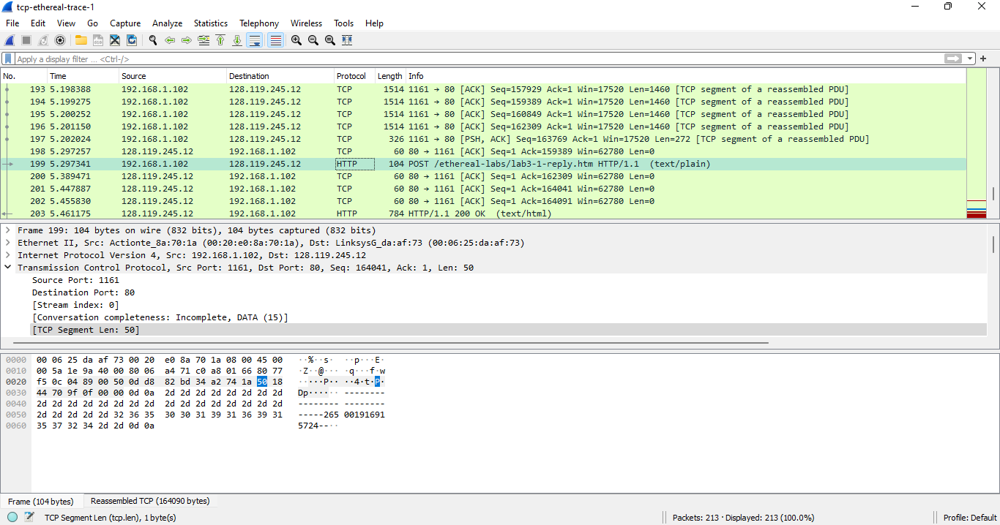 tcp-ethereal-trace-1
File Edit View Go Capture Analyze Statistics Telephony Wireless Tools Help
Apply a display filter ... <Ctrl-/>
No. Time Source Destination Protocol Length Info
193 5.198388 192.168.1.102 128.119.245.12 TCP 1514 1161 → 80 [ACK] Seq=157929 Ack=1 Win=17520 Len=1460 [TCP segment of a reassembled PDU]
194 5.199275 192.168.1.102 128.119.245.12 TCP 1514 1161 → 80 [ACK] Seq=159389 Ack=1 Win=17520 Len=1460 [TCP segment of a reassembled PDU]
195 5.200252 192.168.1.102 128.119.245.12 TCP 1514 1161 → 80 [ACK] Seq=160849 Ack=1 Win=17520 Len=1460 [TCP segment of a reassembled PDU]
196 5.201150 192.168.1.102 128.119.245.12 TCP 1514 1161 → 80 [ACK] Seq=162309 Ack=1 Win=17520 Len=1460 [TCP segment of a reassembled PDU]
197 5.202024 192.168.1.102 128.119.245.12 TCP 326 1161 → 80 [PSH, ACK] Seq=163769 Ack=1 Win=17520 Len=272 [TCP segment of a reassembled PDU]
198 5.297257 128.119.245.12 192.168.1.102 TCP 60 80 → 1161 [ACK] Seq=1 Ack=159389 Win=62780 Len=0
199 5.297341 192.168.1.102 128.119.245.12 HTTP 104 POST /ethereal-labs/lab3-1-reply.htm HTTP/1.1 (text/plain)
200 5.389471 128.119.245.12 192.168.1.102 TCP 60 80 → 1161 [ACK] Seq=1 Ack=162309 Win=62780 Len=0
201 5.447887 128.119.245.12 192.168.1.102 TCP 60 80 → 1161 [ACK] Seq=1 Ack=164041 Win=62780 Len=0
202 5.455830 128.119.245.12 192.168.1.102 TCP 60 80 → 1161 [ACK] Seq=1 Ack=164091 Win=62780 Len=0
203 5.461175 128.119.245.12 192.168.1.102 HTTP 784 HTTP/1.1 200 OK (text/html)
Frame 199: 104 bytes on wire (832 bits), 104 bytes captured (832 bits)
Ethernet II, Src: Actionte_8a:70:1a (00:20:e0:8a:70:1a), Dst: LinksysG_da:af:73 (00:06:25:da:af:73)
Internet Protocol Version 4, Src: 192.168.1.102, Dst: 128.119.245.12
Transmission Control Protocol, Src Port: 1161, Dst Port: 80, Seq: 164041, Ack: 1, Len: 50
Source Port: 1161
Destination Port: 80
[Stream index: 0]
[Conversation completeness: Incomplete, DATA (15)]
[TCP Segment Len: 50]
0000 00 06 25 da af 73 00 20 e0 8a 70 1a 08 00 45 00 ··%··s· ··p···E·
0010 00 5a 1e 9a 40 00 80 06 a4 71 c0 a8 01 66 80 77 ·Z··@··· ·q···f·w
0020 f5 0c 04 89 00 50 0d d8 82 bd 34 a2 74 1a 50 18 ·····P·· ··4·t·P·
0030 44 70 9f 0f 00 00 0d 0a 2d 2d 2d 2d 2d 2d 2d 2d Dp······ --------
0040 2d 2d 2d 2d 2d 2d 2d 2d 2d 2d 2d 2d 2d 2d 2d 2d -------- --------
0050 2d 2d 2d 2d 2d 32 36 35 30 30 31 39 31 36 39 31 -----265 00191691
0060 35 37 32 34 2d 2d 0d 0a 5724--··
Frame (104 bytes) Reassembled TCP (164090 bytes)
TCP Segment Len (tcp.len), 1 byte(s) Packets: 213 · Displayed: 213 (100.0%) Profile: Default